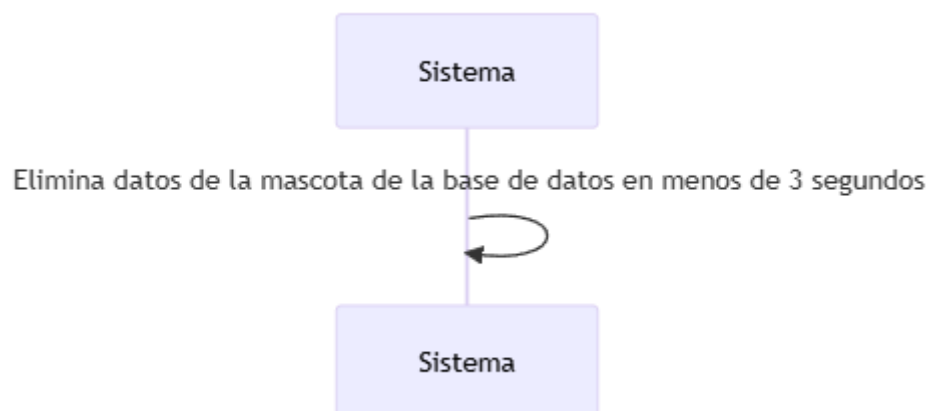 Sistema
Elimina datos de la mascota de la base de datos en menos de 3 segundos
Sistema